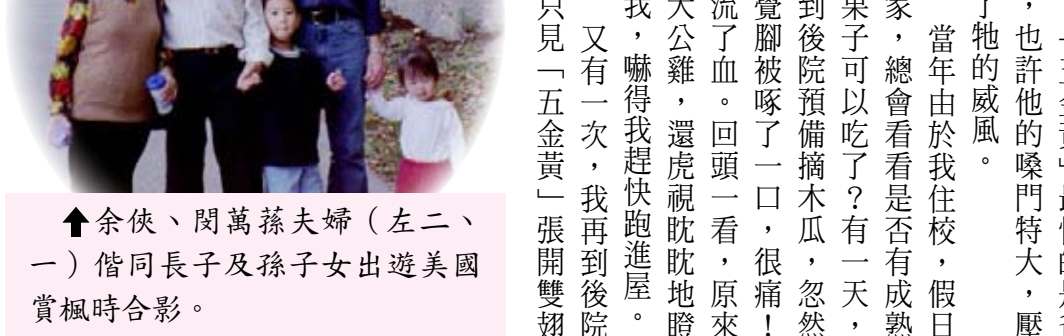 ，也許他的嗓門特大，壓
了牠的威風。
當年由於我住校，假日
家，總會看看是否有成熟
果子可以吃了？有一天，
到後院預備摘木瓜，忽然
覺腳被啄了一口，很痛！
流了血。回頭一看，原來
大公雞，還虎視眈眈地瞪
我，嚇得我趕快跑進屋。
又有一次，我再到後院
只見「五金黃」張開雙翅
↑余俠、閔萬蓀夫婦（左二、
一）偕同長子及孫子女出遊美國
賞楓時合影。